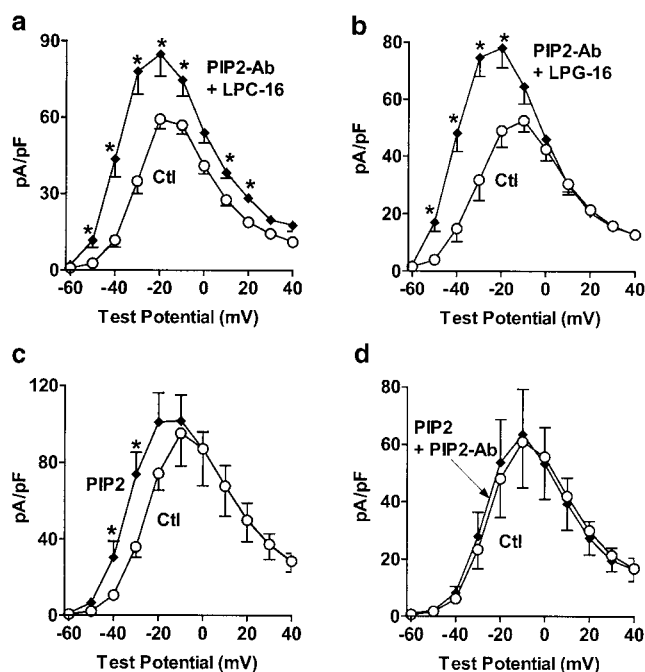 a
90
60
30
0
pA/pF
* * * * * * *
PIP2-Ab
+ LPC-16
Ctl
-60 -40 -20 0 20 40
Test Potential (mV)
b
80
60
40
20
0
pA/pF
* * * *
PIP2-Ab
+ LPG-16
Ctl
-60 -40 -20 0 20 40
Test Potential (mV)
c
120
80
40
0
pA/pF
* *
PIP2
Ctl
-60 -40 -20 0 20 40
Test Potential (mV)
d
80
60
40
20
0
pA/pF
PIP2
+ PIP2-Ab
Ctl
-60 -40 -20 0 20 40
Test Potential (mV)